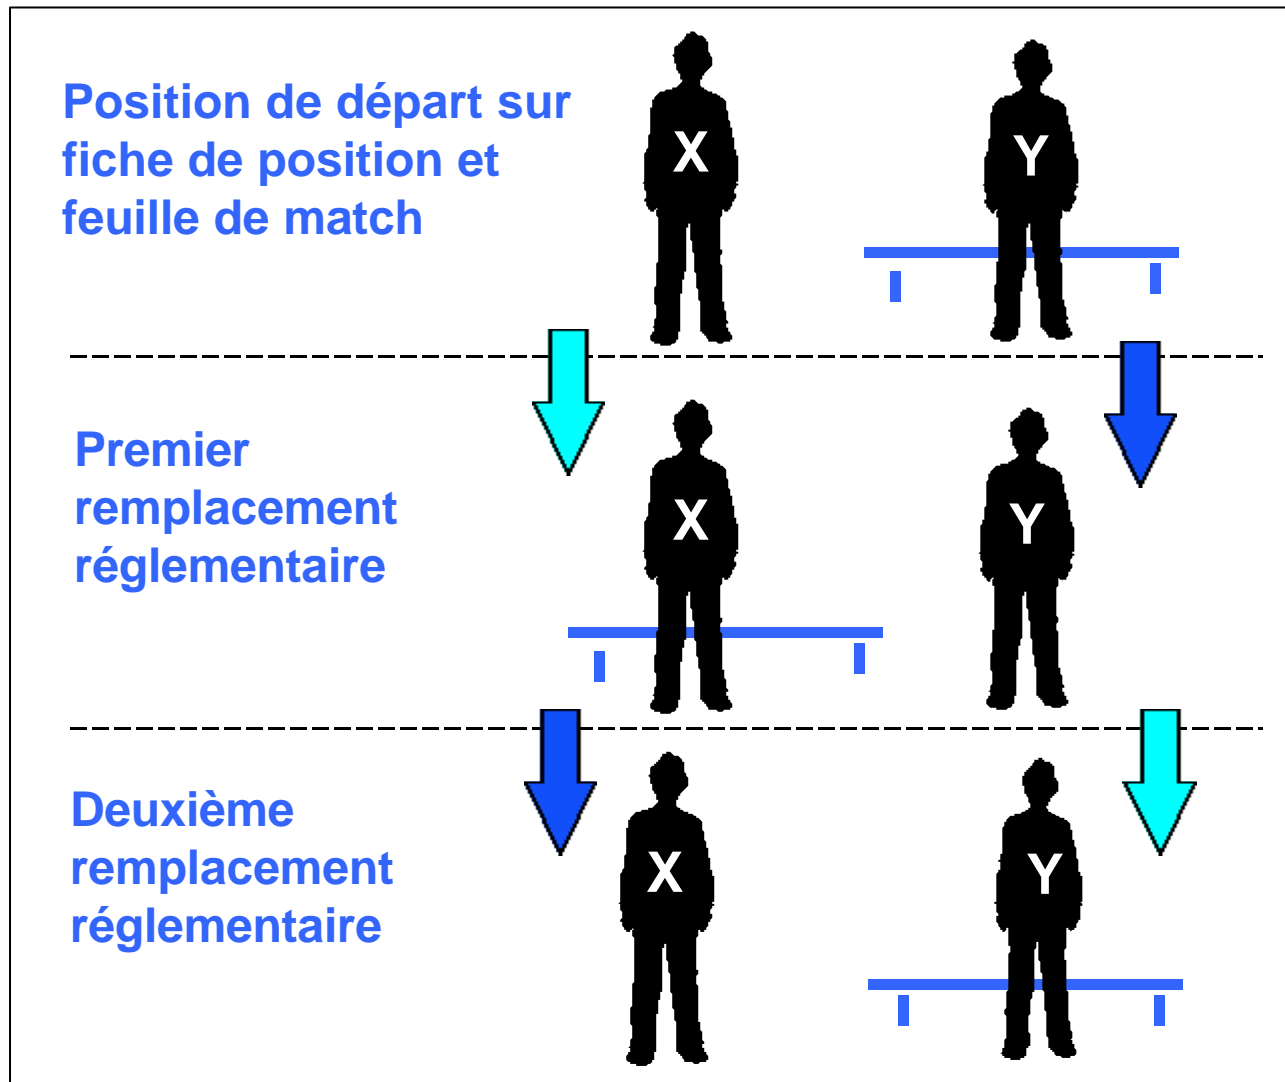 Position de départ sur
fiche de position et
feuille de match
X
Y
Premier
remplacement
réglementaire
X
Y
Deuxième
remplacement
réglementaire
X
Y